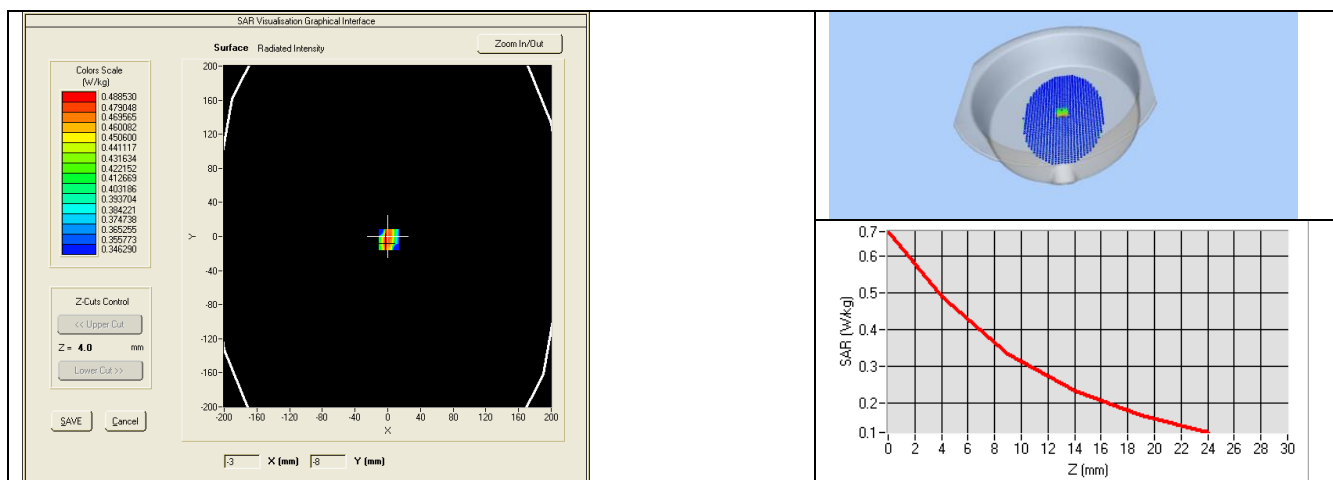 SAR Visualisation Graphical Interface
Surface Radiated Intensity
Zoom In/Out
Colors Scale
(W/kg)
0.488530
0.479048
0.469565
0.460082
0.450600
0.441117
0.431634
0.422152
0.412669
0.403186
0.393704
0.384221
0.374738
0.365255
0.355773
0.346290
Z-Cuts Control
<< Upper Cut
Z = 4.0 mm
Lower Cut >>
SAVE Cancel
200
160
120
80
40
0
-40
-80
-120
-160
-200
Y
-200 -160 -120 -80 -40 0 40 80 120 160 200
X
-3 X (mm) -8 Y (mm)
0.7
0.6
0.5
0.4
0.3
0.2
0.1
SAR (W/kg)
0 2 4 6 8 10 12 14 16 18 20 22 24 26 28 30
Z (mm)